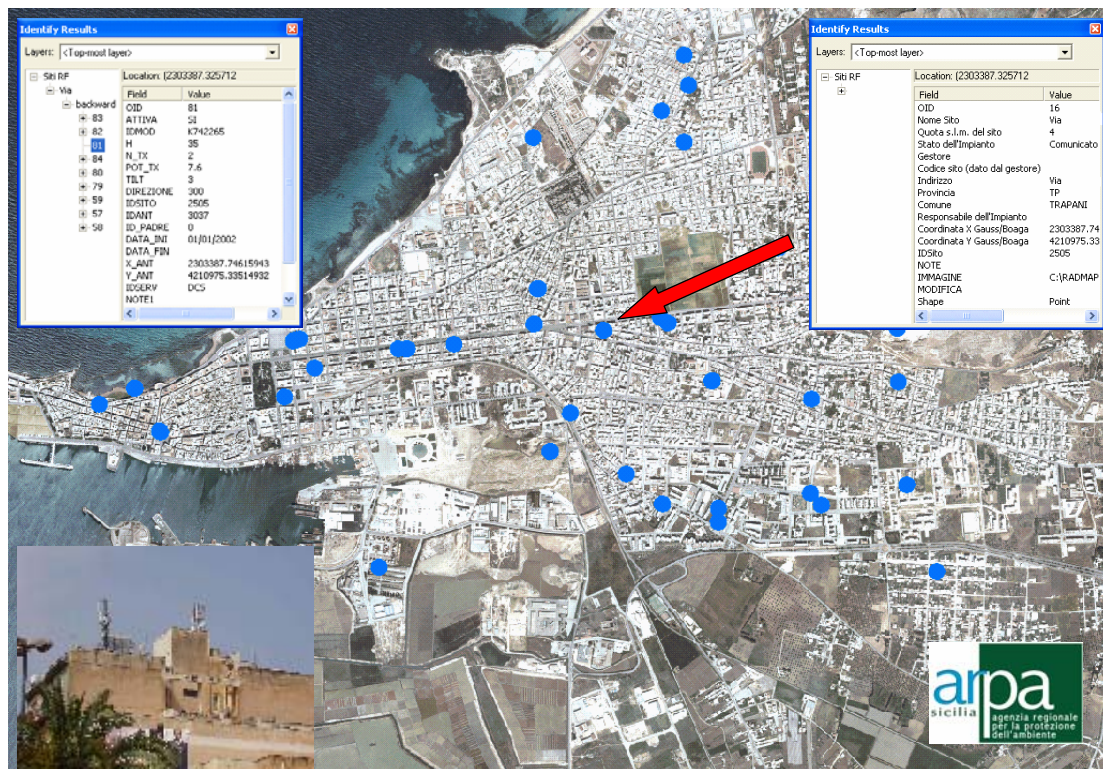 Identify Results
Layers: <Top-most layer>
Siti RF
Via
backward
83
82
81
84
80
79
59
57
58
Location: (2303387.325712
Field Value
OID 81
ATTIVA SI
IDMOD K742265
H 35
N_TX 2
POT_TX 7.6
TILT 3
DIREZIONE 300
IDSITO 2505
IDANT 3037
ID_PADRE 0
DATA_INI 01/01/2002
DATA_FIN
X_ANT 2303387.74615943
Y_ANT 4210975.33514932
IDSERV DCS
NOTE1
Identify Results
Layers: <Top-most layer>
Siti RF
Location: (2303387.325712
Field Value
OID 16
Nome Sito Via
Quota s.l.m. del sito 4
Stato dell'Impianto Comunicato
Gestore
Codice sito (dato dal gestore)
Indirizzo Via
Provincia TP
Comune TRAPANI
Responsabile dell'Impianto
Coordinata X Gauss/Boaga 2303387.74
Coordinata Y Gauss/Boaga 4210975.33
IDSito 2505
NOTE
IMMAGINE C:\RADMAP
MODIFICA
Shape Point
arpa
sicilia
agenzia regionale
per la protezione
dell'ambiente